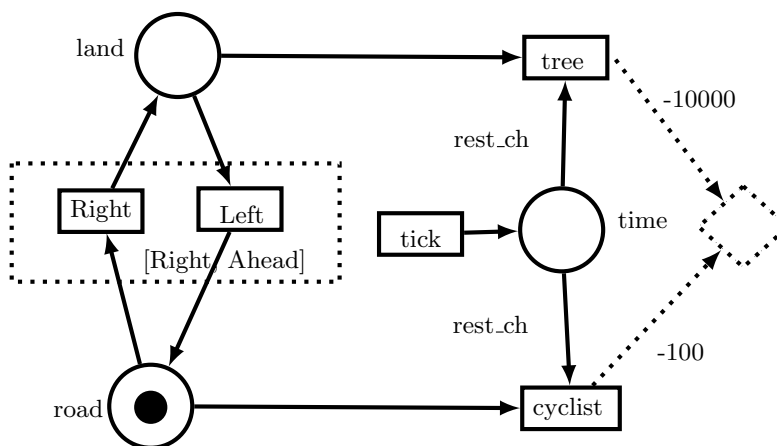 land
tree
-10000
rest_ch
Right
Left
tick
time
[Right, Ahead]
rest_ch
-100
road
cyclist